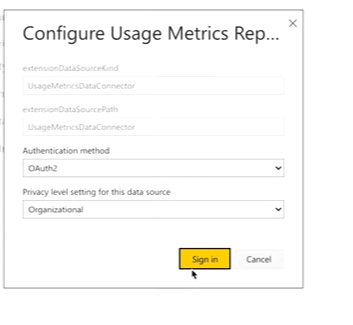 Configure Usage Metrics Rep...
extensionDataSourceKind
UsageMetricsDataConnector
extensionDataSourcePath
UsageMetricsDataConnector
Authentication method
OAuth2
Privacy level setting for this data source
Organizational
Sign in Cancel